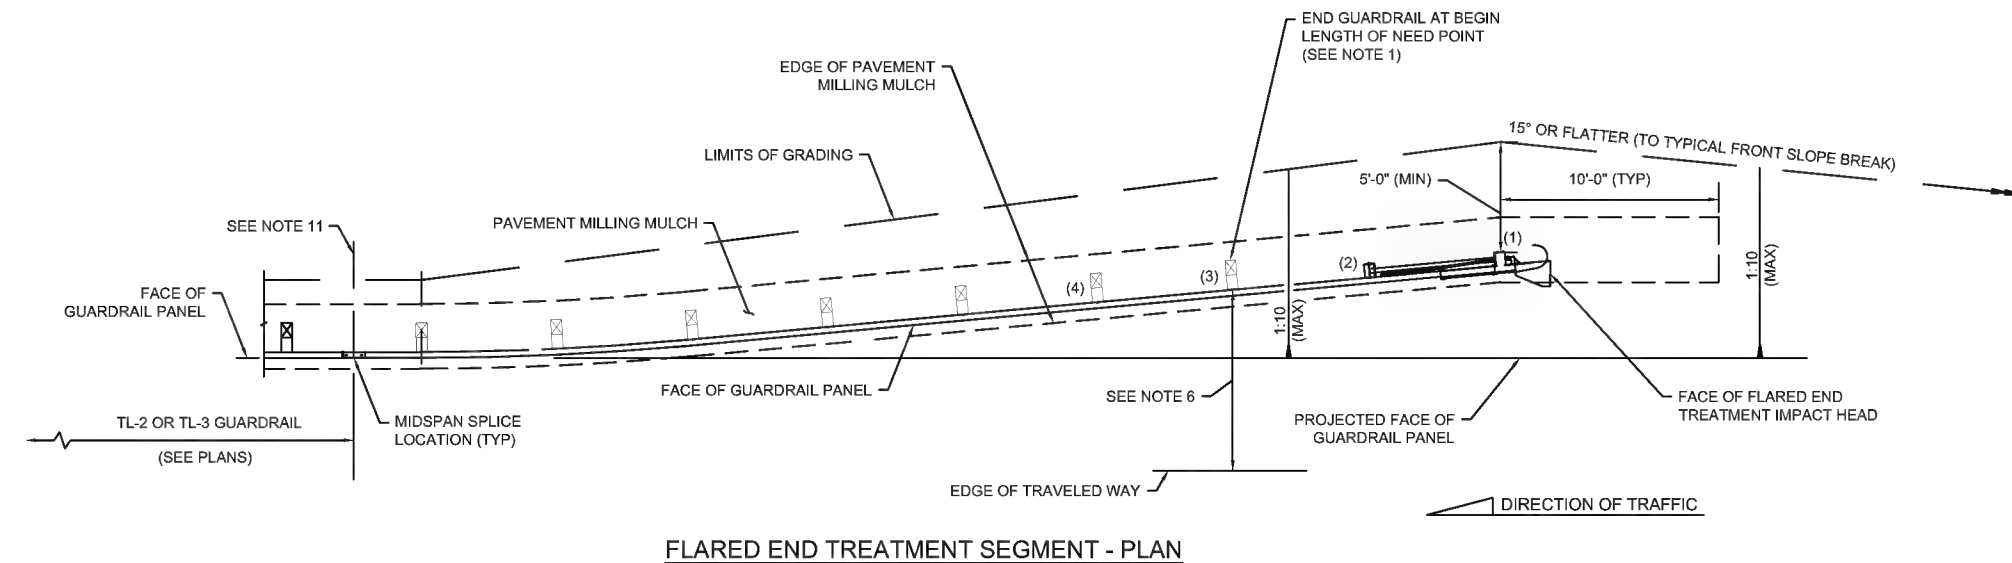 END GUARDRAIL AT BEGIN
LENGTH OF NEED POINT
(SEE NOTE 1)
EDGE OF PAVEMENT
MILLING MULCH
LIMITS OF GRADING
15° OR FLATTER (TO TYPICAL FRONT SLOPE BREAK)
5'-0" (MIN)
10'-0" (TYP)
SEE NOTE 11
PAVEMENT MILLING MULCH
(1)
(2)
(3)
(4)
FACE OF
GUARDRAIL PANEL
1:10
(MAX)
1:10
(MAX)
FACE OF GUARDRAIL PANEL
SEE NOTE 6
FACE OF FLARED END
TREATMENT IMPACT HEAD
TL-2 OR TL-3 GUARDRAIL
(SEE PLANS)
MIDSPAN SPLICE
LOCATION (TYP)
PROJECTED FACE OF
GUARDRAIL PANEL
EDGE OF TRAVELED WAY
DIRECTION OF TRAFFIC
FLARED END TREATMENT SEGMENT - PLAN